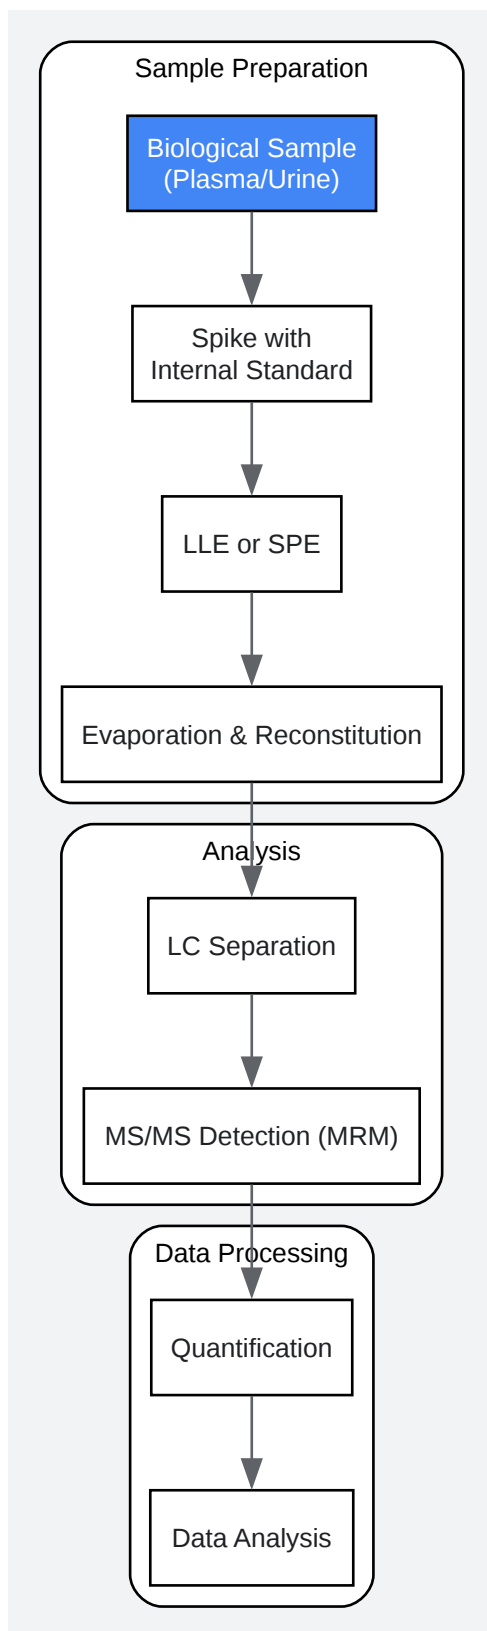 Sample Preparation
Biological Sample
(Plasma/Urine)
Spike with
Internal Standard
LLE or SPE
Evaporation & Reconstitution
Analysis
LC Separation
MS/MS Detection (MRM)
Data Processing
Quantification
Data Analysis